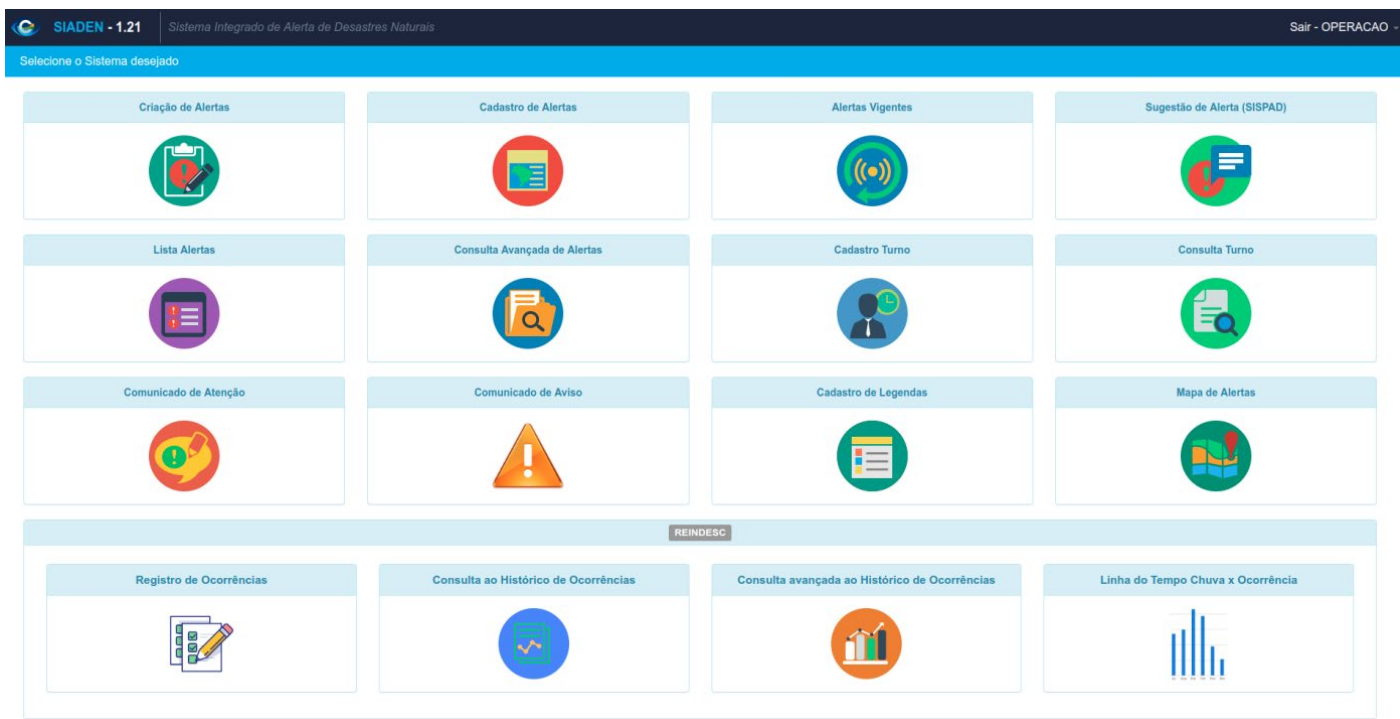 SIADEN - 1.21 Sistema Integrado de Alerta de Desastres Naturais Sair - OPERACAO
Selecione o Sistema desejado
Criação de Alertas Cadastro de Alertas Alertas Vigentes Sugestão de Alerta (SISPAD)
Lista Alertas Consulta Avançada de Alertas Cadastro Turno Consulta Turno
Comunicado de Atenção Comunicado de Aviso Cadastro de Legendas Mapa de Alertas
REINDESC
Registro de Ocorrências Consulta ao Histórico de Ocorrências Consulta avançada ao Histórico de Ocorrências Linha do Tempo Chuva x Ocorrência